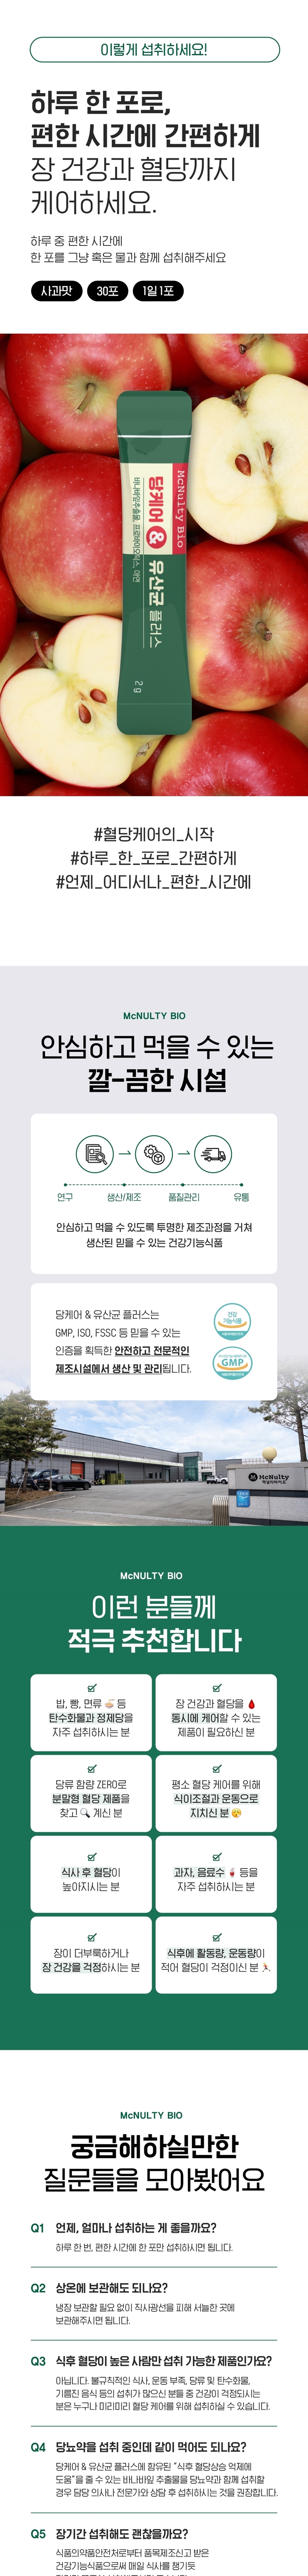 이렇게 섭취하세요!
하루 한 포로,
편한 시간에 간편하게
장 건강과 혈당까지
케어하세요.
하루 중 편한 시간에
한 포를 그냥 혹은 물과 함께 섭취해주세요
사과맛 30포 1일 1포
McNulty Bio
당케어 & 유산균 플러스
바나바잎추출물, 프로바이오틱스, 아연
2 g
#혈당케어의_시작
#하루_한_포로_간편하게
#언제_어디서나_편한_시간에
McNULTY BIO
안심하고 먹을 수 있는
깔-끔한 시설
연구 생산/제조 품질관리 유통
안심하고 먹을 수 있도록 투명한 제조과정을 거쳐
생산된 믿을 수 있는 건강기능식품
당케어 & 유산균 플러스는
GMP, ISO, FSSC 등 믿을 수 있는
인증을 획득한 안전하고 전문적인
제조시설에서 생산 및 관리됩니다.
건강
기능식품
GMP
McNulty
McNULTY BIO
이런 분들께
적극 추천합니다
밥, 빵, 면류 🍜 등
탄수화물과 정제당을
자주 섭취하시는 분
장 건강과 혈당을 🩸
동시에 케어할 수 있는
제품이 필요하신 분
당류 함량 ZERO로
분말형 혈당 제품을
찾고 🔍 계신 분
평소 혈당 케어를 위해
식이조절과 운동으로
지치신 분 🥱
식사 후 혈당이
높아지시는 분
과자, 음료수 🍹 등을
자주 섭취하시는 분
장이 더부룩하거나
장 건강을 걱정하시는 분
식후에 활동량, 운동량이
적어 혈당이 걱정이신 분 🏃
McNULTY BIO
궁금해하실만한
질문들을 모아봤어요
Q1 언제, 얼마나 섭취하는 게 좋을까요?
하루 한 번, 편한 시간에 한 포만 섭취하시면 됩니다.
Q2 상온에 보관해도 되나요?
냉장 보관할 필요 없이 직사광선을 피해 서늘한 곳에
보관해주시면 됩니다.
Q3 식후 혈당이 높은 사람만 섭취 가능한 제품인가요?
아닙니다. 불규칙적인 식사, 운동 부족, 당류 및 탄수화물,
기름진 음식 등의 섭취가 많으신 분들 중 건강이 걱정되시는
분은 누구나 미리미리 혈당 케어를 위해 섭취하실 수 있습니다.
Q4 당뇨약을 섭취 중인데 같이 먹어도 되나요?
당케어 & 유산균 플러스에 함유된 "식후 혈당상승 억제에
도움"을 줄 수 있는 바나바잎 추출물을 당뇨약과 함께 섭취할
경우 담당 의사나 전문가와 상담 후 섭취하시는 것을 권장합니다.
Q5 장기간 섭취해도 괜찮을까요?
식품의약품안전처로부터 품목제조신고 받은
건강기능식품으로써 매일 식사를 챙기듯